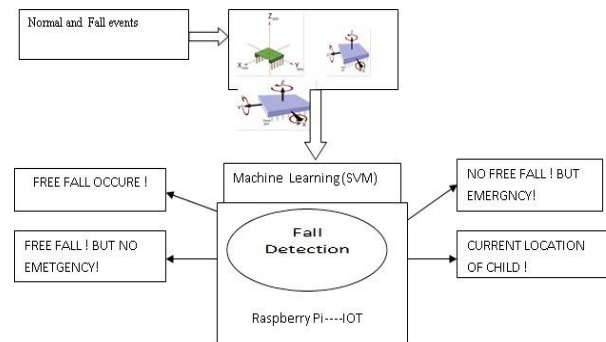 Normal and Fall events
Z
X
Y
Z
Z
Y
X
Machine Learning(SVM)
FREE FALL OCCURE !
NO FREE FALL ! BUT
EMERGNCY!
Fall
Detection
FREE FALL ! BUT NO
EMETGENCY!
CURRENT LOCATION
OF CHILD !
Raspberry Pi----IOT